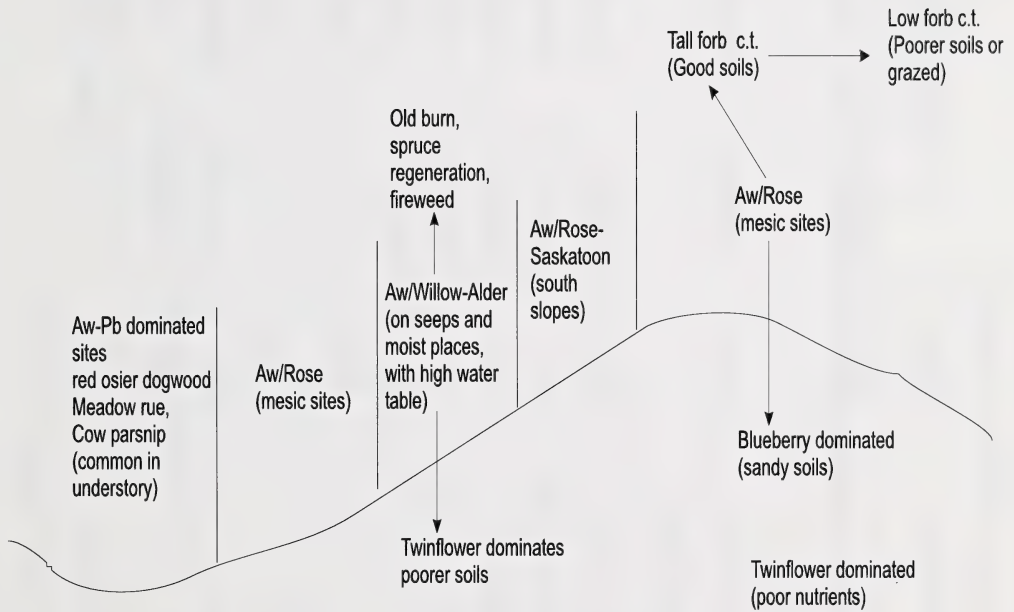 Aw-Pb dominated
sites
red osier dogwood
Meadow rue,
Cow parsnip
(common in
understory)
Aw/Rose
(mesic sites)
Old burn,
spruce
regeneration,
fireweed
Aw/Willow-Alder
(on seeps and
moist places,
with high water
table)
Twinflower dominates
poorer soils
Aw/Rose-
Saskatoon
(south
slopes)
Tall forb c.t.
(Good soils)
Low forb c.t.
(Poorer soils or
grazed)
Aw/Rose
(mesic sites)
Blueberry dominated
(sandy soils)
Twinflower dominated
(poor nutrients)